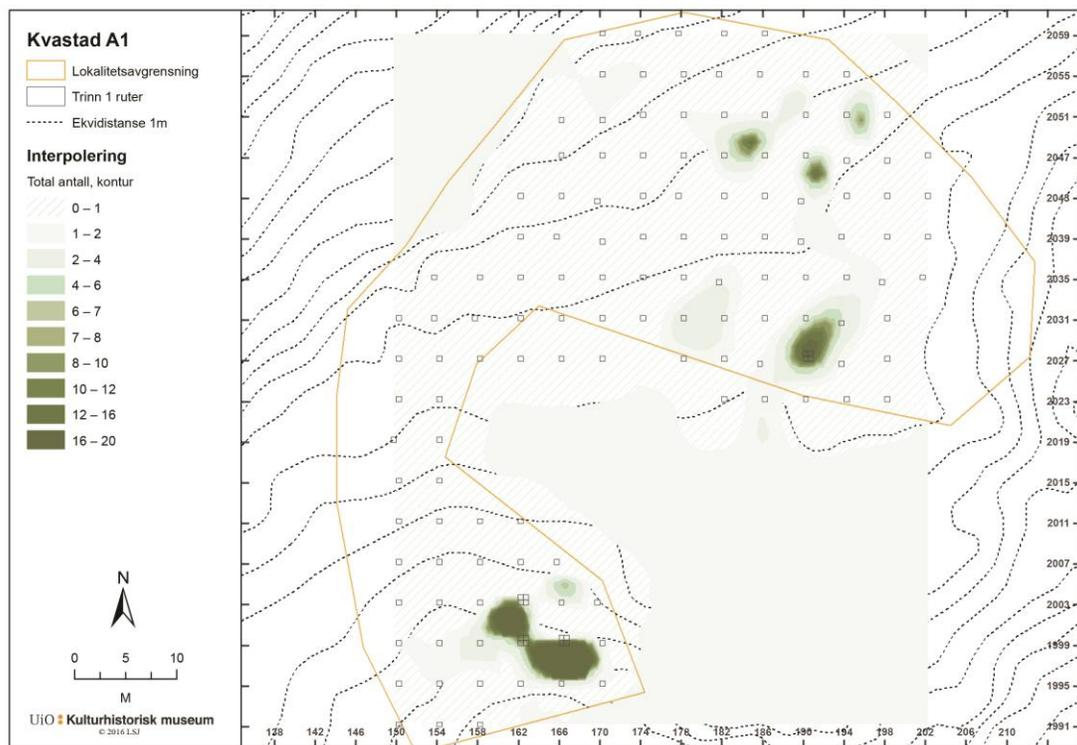 Kvastad A1
Lokalitetsavgrensning
Trinn 1 ruter
Ekvidistanse 1m
Interpolering
Total antall, kontur
0 – 1
1 – 2
2 – 4
4 – 6
6 – 7
7 – 8
8 – 10
10 – 12
12 – 16
16 – 20
N
0 5 10
M
UiO Kulturhistorisk museum
© 2016 LSJ
2059
2055
2051
2047
2043
2039
2035
2031
2027
2023
2019
2015
2011
2007
2003
1999
1995
1991
138 142 146 150 154 158 162 166 170 174 178 182 186 190 194 198 202 206 210